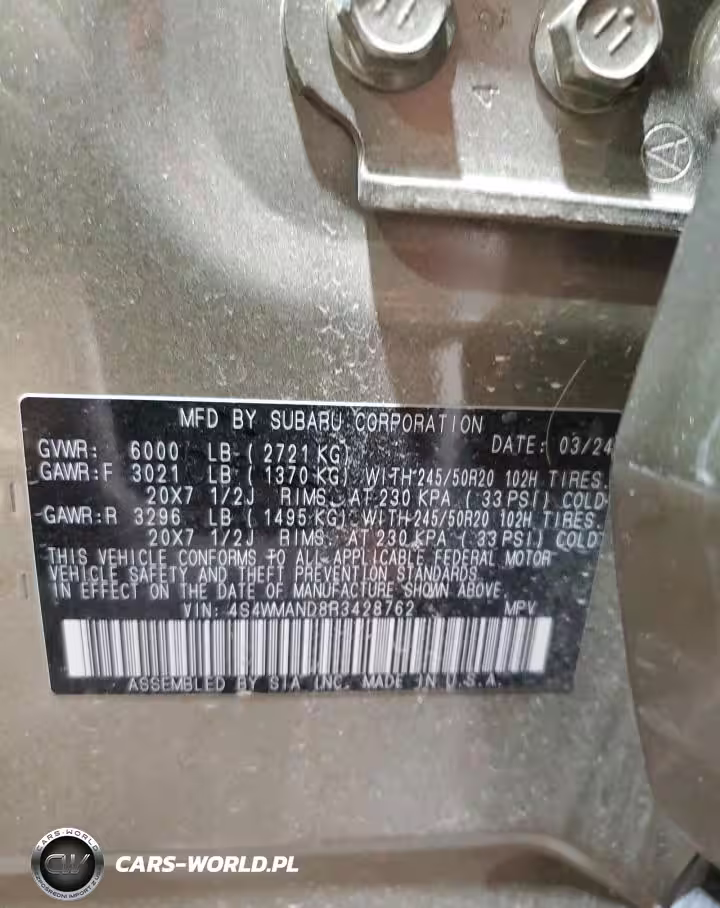 4
A
MFD BY SUBARU CORPORATION
GVWR: 6000 LB (2721 KG) DATE: 03/24
GAWR:F 3021 LB (1370 KG) WITH 245/50R20 102H TIRES.
20X7 1/2J RIMS. AT 230 KPA (33 PSI) COLD
GAWR:R 3296 LB (1495 KG) WITH 245/50R20 102H TIRES.
20X7 1/2J RIMS. AT 230 KPA (33 PSI) COLD
THIS VEHICLE CONFORMS TO ALL APPLICABLE FEDERAL MOTOR
VEHICLE SAFETY AND THEFT PREVENTION STANDARDS
IN EFFECT ON THE DATE OF MANUFACTURE SHOWN ABOVE.
VIN: 4S4WMAND8R3428762 MPV
ASSEMBLED BY SIA INC. MADE IN U.S.A.
CARS-WORLD
CW
CARS-WORLD.PL